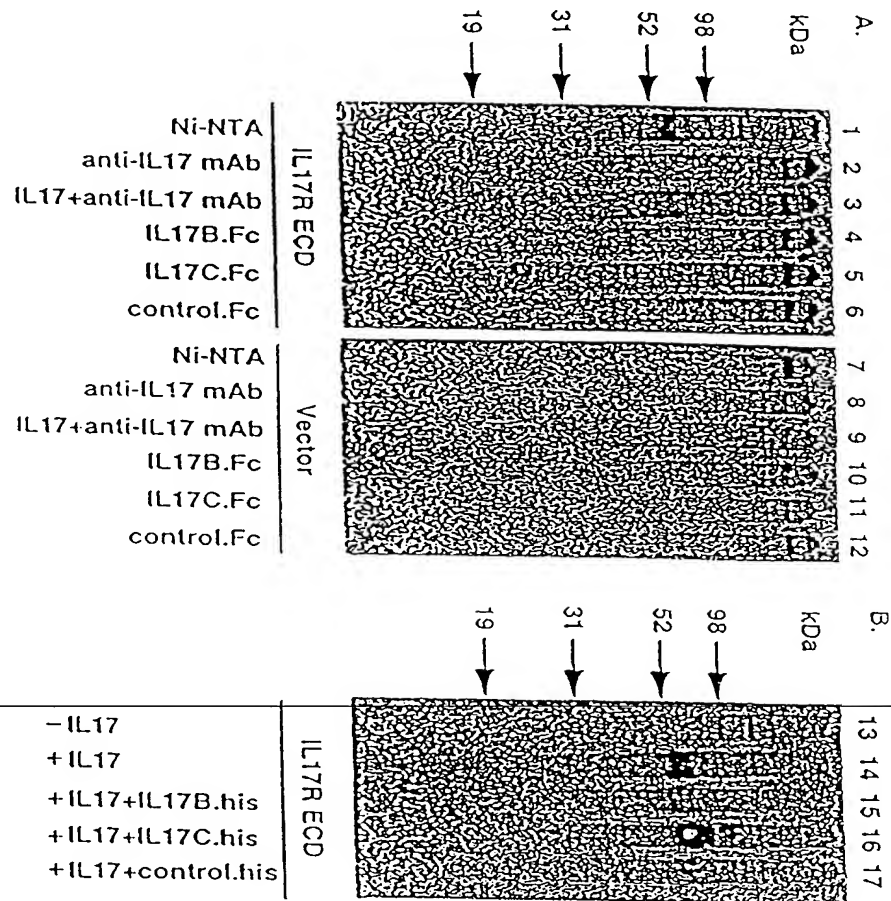 A.
kDa
98
52
31
19
1 2 3 4 5 6
7 8 9 10 11 12
Ni-NTA
anti-IL17 mAb
IL17+anti-IL17 mAb
IL17B.Fc
IL17C.Fc
control.Fc
IL17R ECD
Ni-NTA
anti-IL17 mAb
IL17+anti-IL17 mAb
IL17B.Fc
IL17C.Fc
control.Fc
Vector
B.
kDa
98
52
31
19
13 14 15 16 17
-IL17
+IL17
+IL17+IL17B.his
+IL17+IL17C.his
+IL17+control.his
IL17R ECD